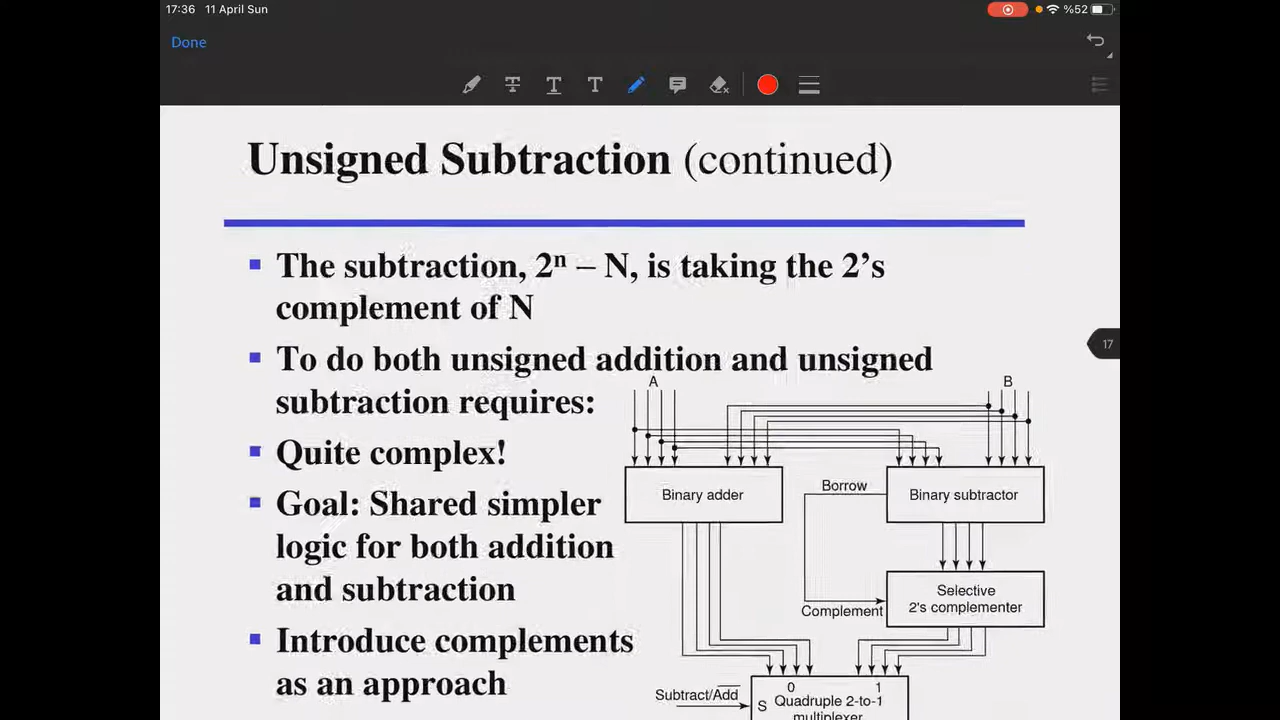 17:36 11 April Sun %52
Done
Unsigned Subtraction (continued)
▪ The subtraction, 2ⁿ – N, is taking the 2’s
complement of N
▪ To do both unsigned addition and unsigned
subtraction requires:
▪ Quite complex!
▪ Goal: Shared simpler
logic for both addition
and subtraction
▪ Introduce complements
as an approach
17
A
B
Binary adder
Borrow
Binary subtractor
Complement
Selective
2's complementer
Subtract/A̅d̅d̅
0 1
S Quadruple 2-to-1
multiplexer